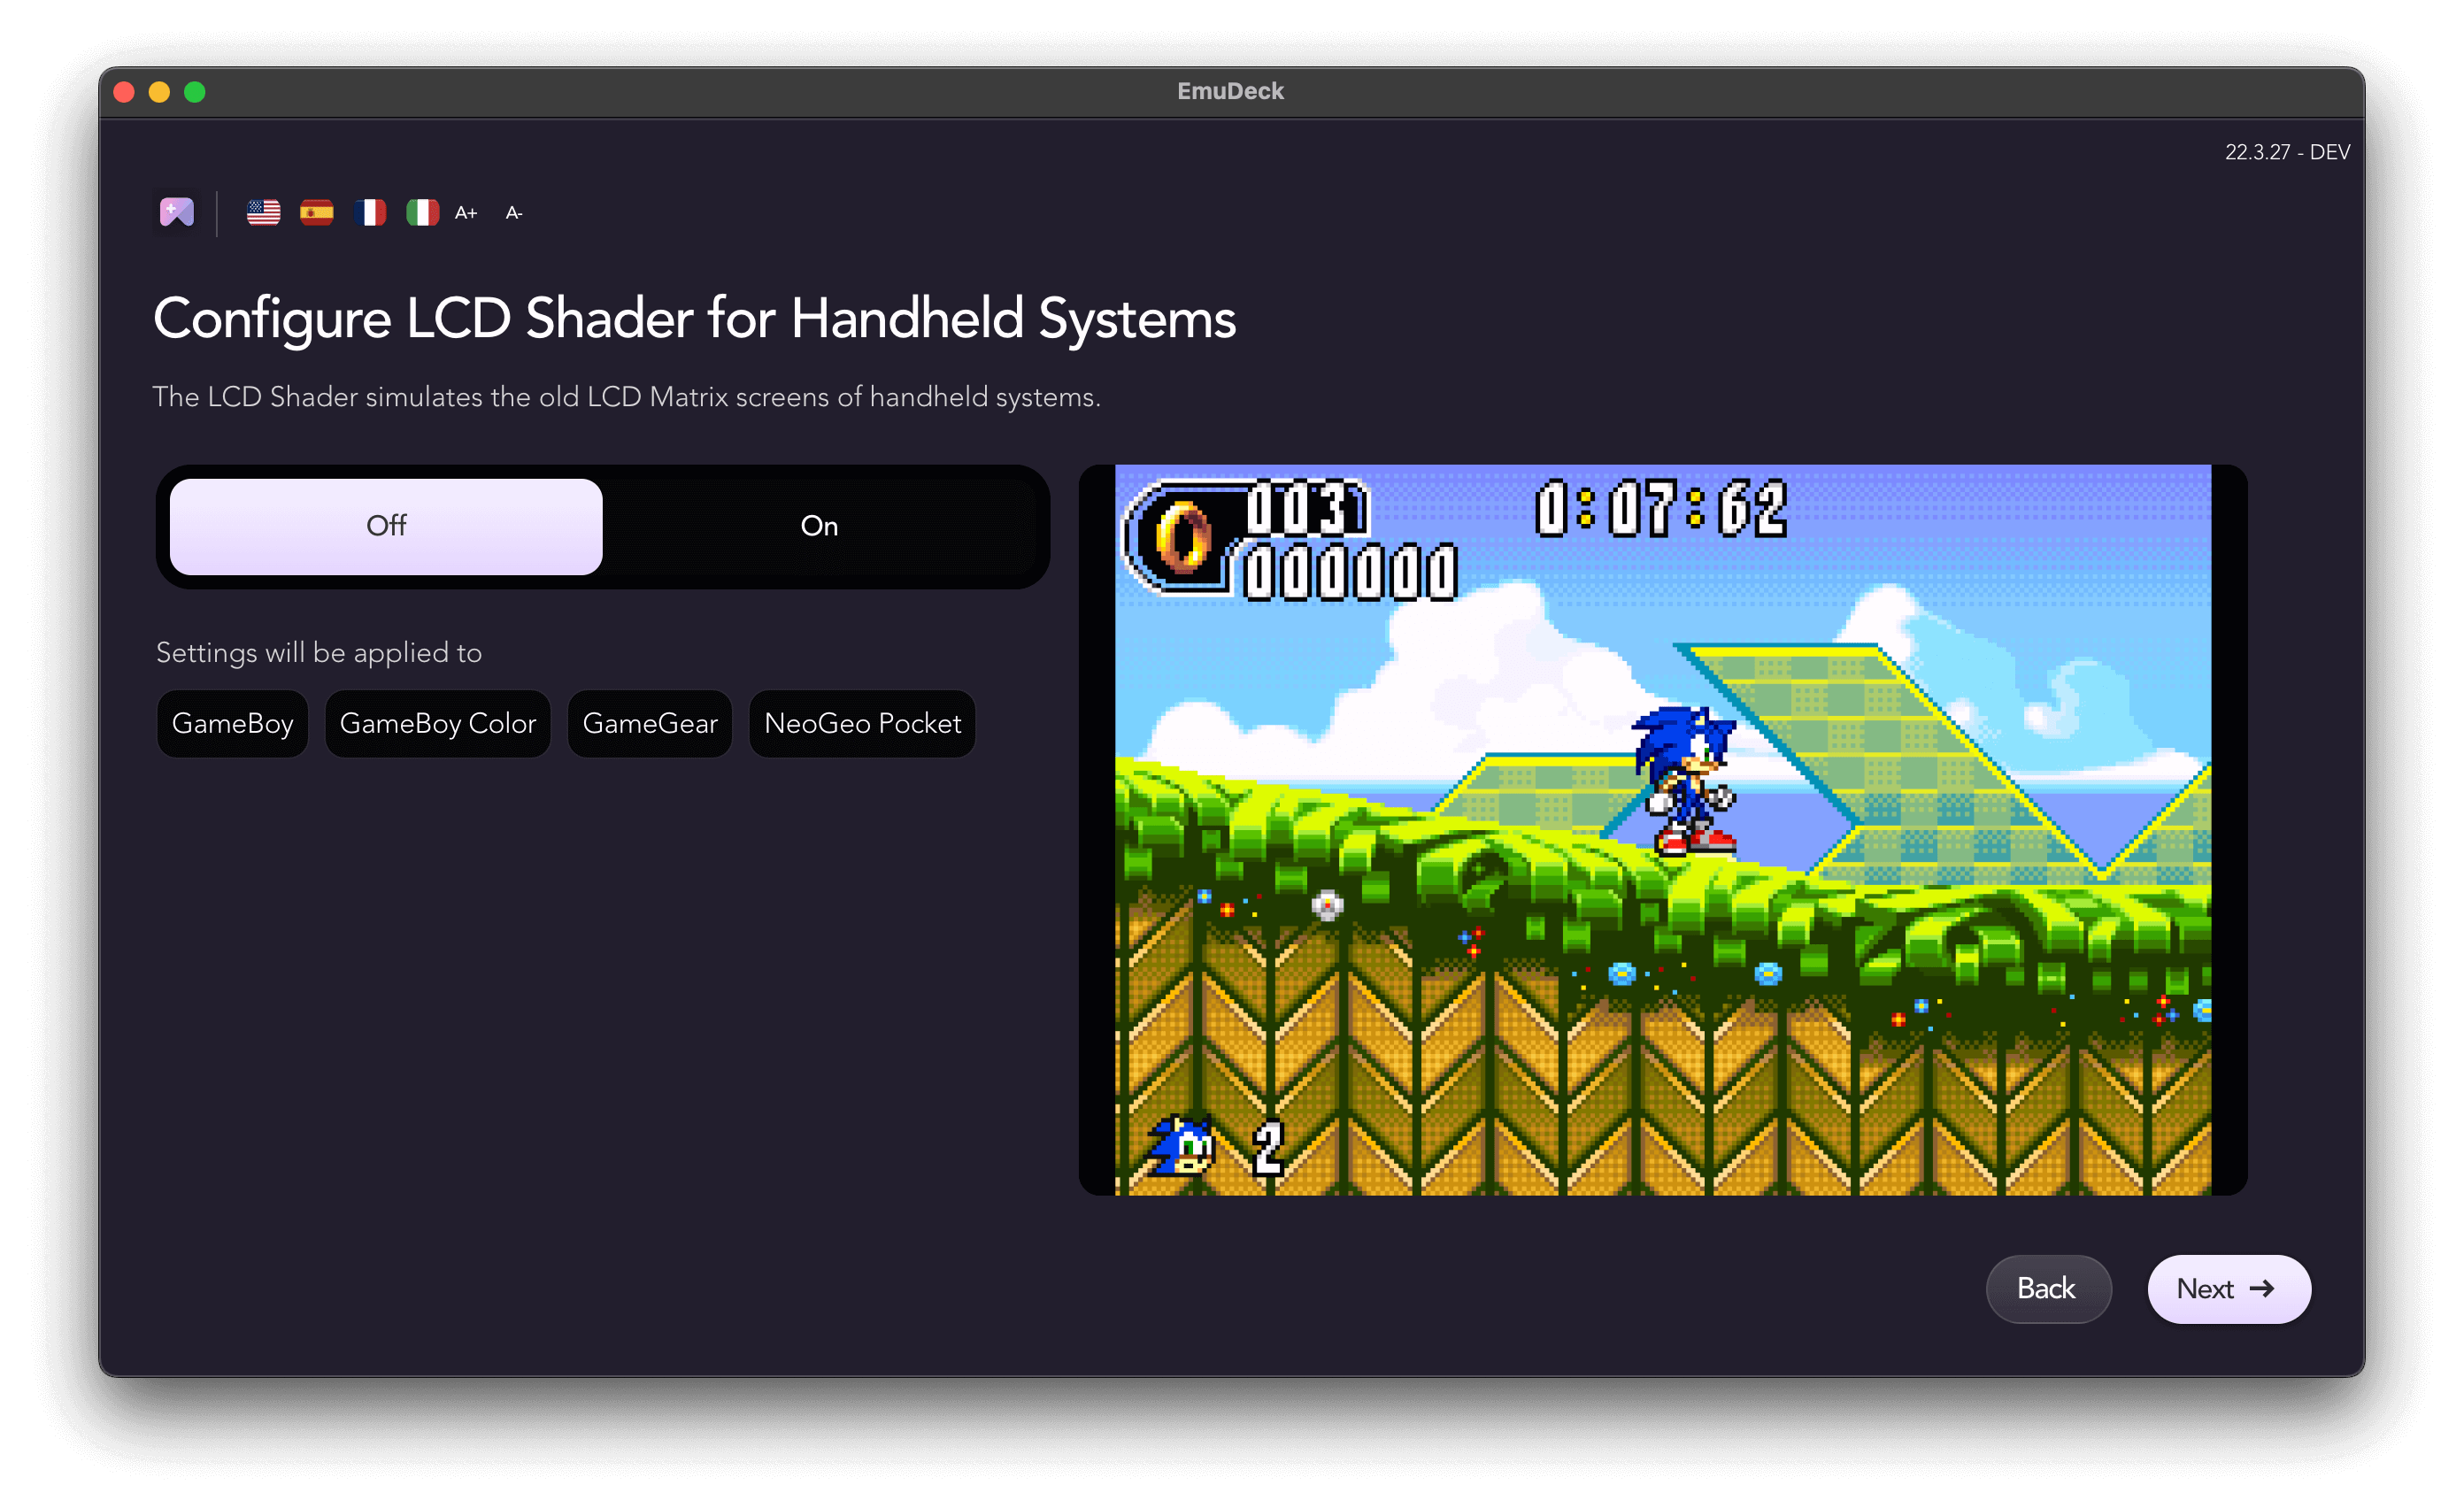 EmuDeck
22.3.27 - DEV
A+ A-
Configure LCD Shader for Handheld Systems
The LCD Shader simulates the old LCD Matrix screens of handheld systems.
Off On
Settings will be applied to
GameBoy GameBoy Color GameGear NeoGeo Pocket
003 0:07:62
000000
2
Back Next →